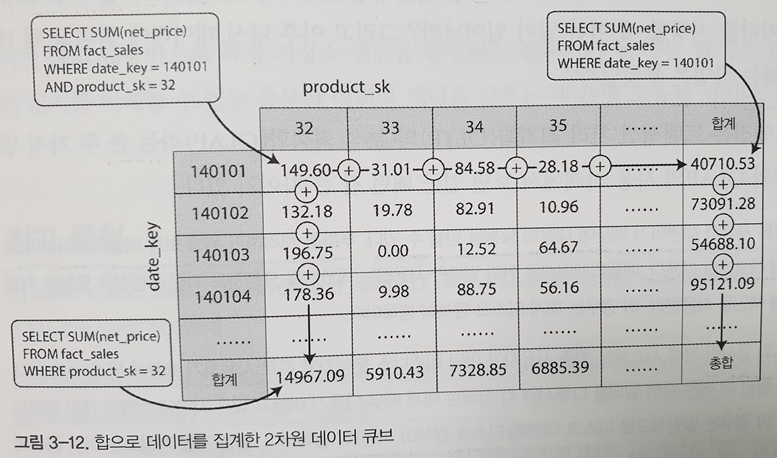 SELECT SUM(net_price)
FROM fact_sales
WHERE date_key = 140101
AND product_sk = 32
SELECT SUM(net_price)
FROM fact_sales
WHERE date_key = 140101
product_sk
32 33 34 35 ...... 합계
date_key
140101 149.60 + 31.01 + 84.58 + 28.18 + 40710.53
+ +
140102 132.18 19.78 82.91 10.96 ...... 73091.28
+ +
140103 196.75 0.00 12.52 64.67 ...... 54688.10
+ +
140104 178.36 9.98 88.75 56.16 ...... 95121.09
...... ...... ...... ...... ...... ...... ......
합계 14967.09 5910.43 7328.85 6885.39 ...... 총합
SELECT SUM(net_price)
FROM fact_sales
WHERE product_sk = 32
그림 3-12. 합으로 데이터를 집계한 2차원 데이터 큐브